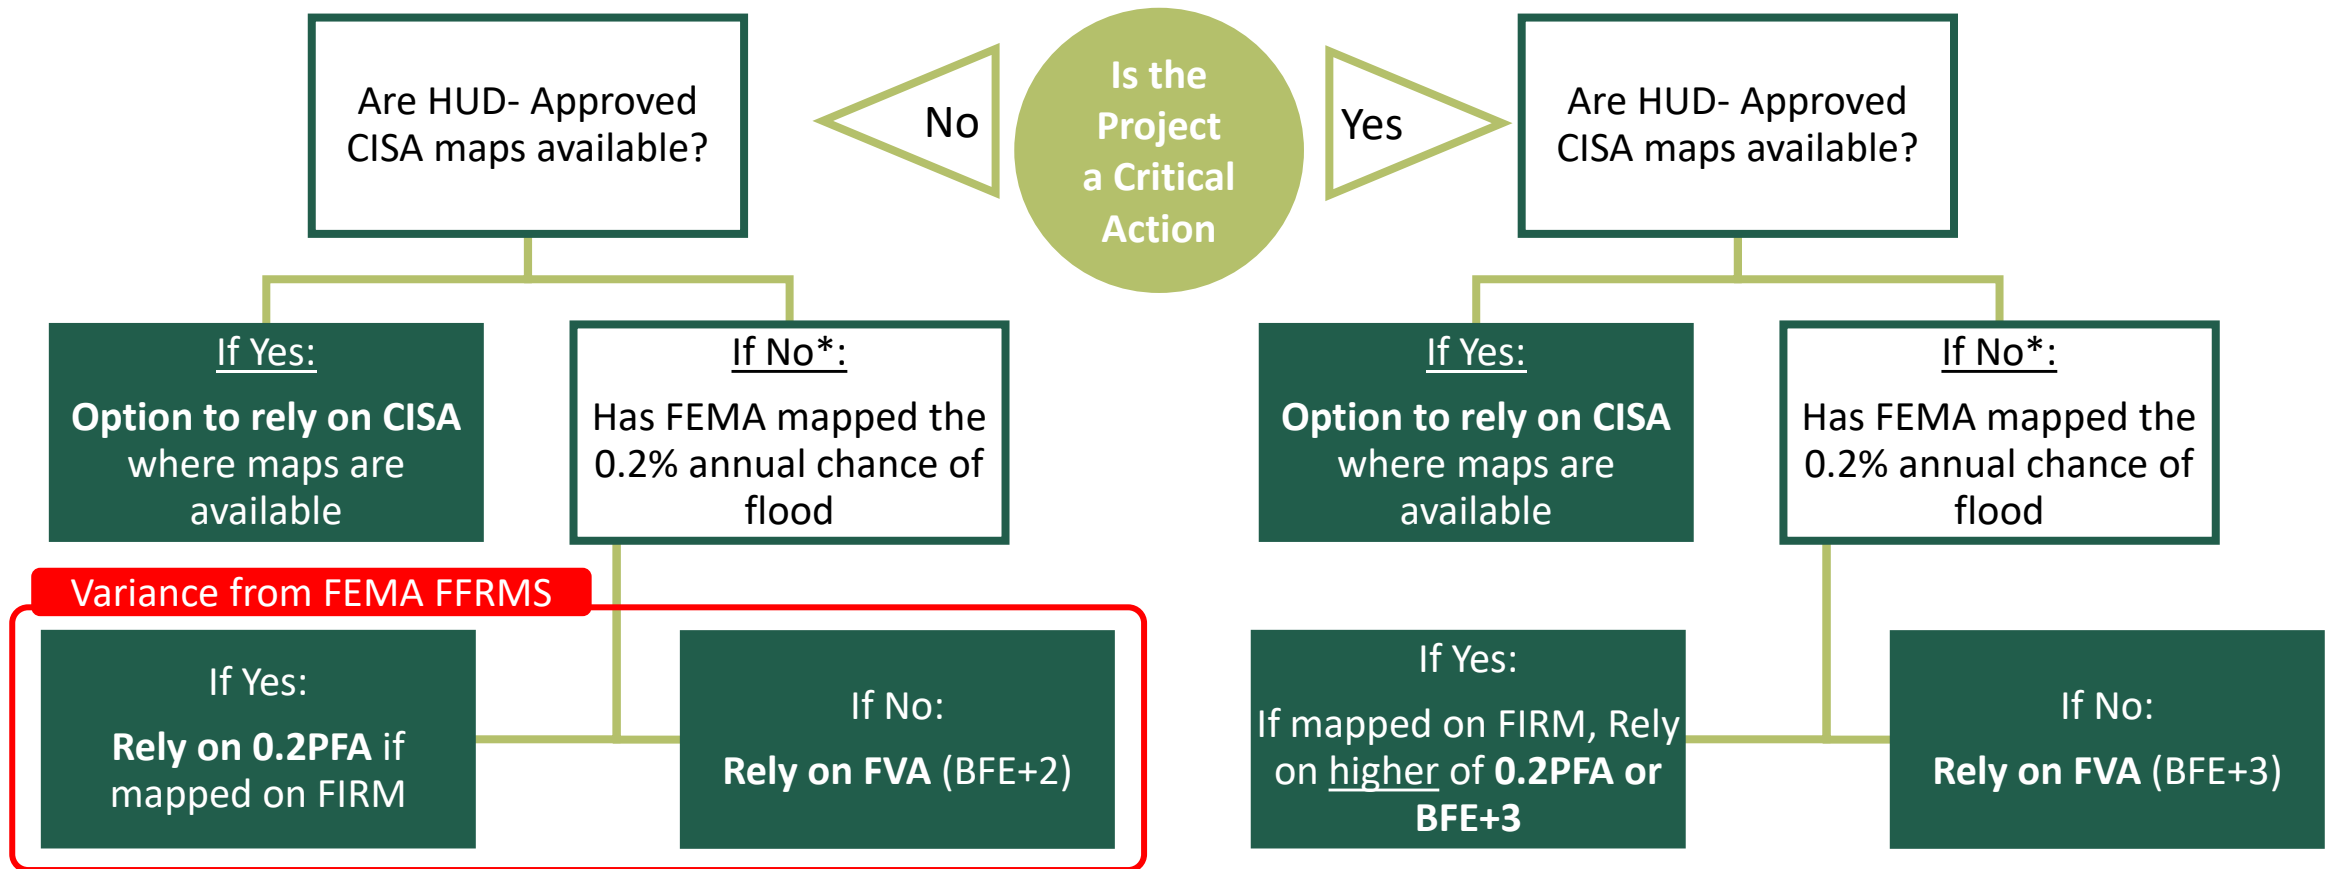 Is the
Project
a Critical
Action
No
Yes
Are HUD- Approved
CISA maps available?
If Yes:
Option to rely on CISA
where maps are
available
If No*:
Has FEMA mapped the
0.2% annual chance of
flood
Variance from FEMA FFRMS
If Yes:
Rely on 0.2PFA if
mapped on FIRM
If No:
Rely on FVA (BFE+2)
Are HUD- Approved
CISA maps available?
If Yes:
Option to rely on CISA
where maps are
available
If No*:
Has FEMA mapped the
0.2% annual chance of
flood
If Yes:
If mapped on FIRM, Rely
on higher of 0.2PFA or
BFE+3
If No:
Rely on FVA (BFE+3)